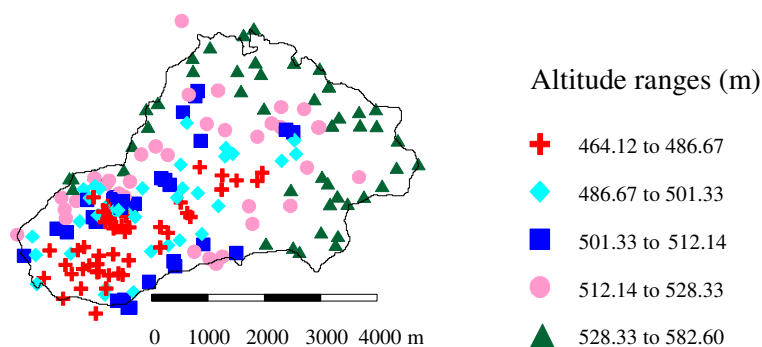 Altitude ranges (m)
464.12 to 486.67
486.67 to 501.33
501.33 to 512.14
512.14 to 528.33
528.33 to 582.60
0 1000 2000 3000 4000 m